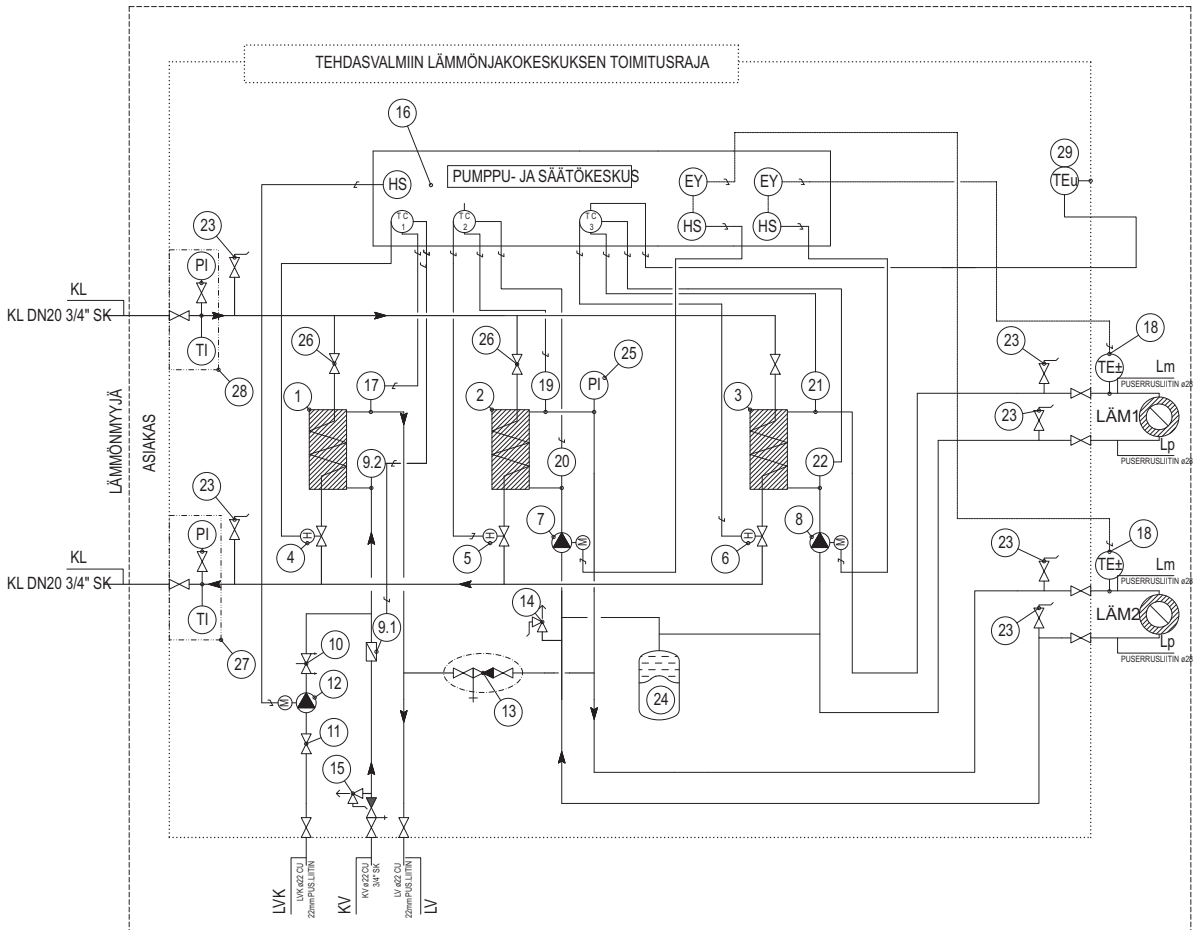 TEHDASVALMIIN LÄMMÖNJAKOKESKUKSEN TOIMITUSRAJA
16
29
PUMPPU- JA SÄÄTÖKESKUS
HS
EY
EY
TEu
23
TC
1
TC
2
TC
3
HS
HS
PI
KL
KL DN20 3/4" SK
TI
28
26
26
25
PI
23
18
TE±
Lm
PUSERRUSLIITIN ø28
1
17
2
19
3
21
LÄM1
23
Lp
PUSERRUSLIITIN ø28
9.2
20
22
LÄMMÖNMYYJÄ
ASIAKAS
23
PI
H
4
H
5
7
M
H
6
8
M
23
18
TE±
Lm
PUSERRUSLIITIN ø28
KL
KL DN20 3/4" SK
TI
27
14
9.1
LÄM2
23
Lp
PUSERRUSLIITIN ø28
10
M
12
13
24
11
15
LVK
LVK ø22 CU
22mm PUS.LIITIN
KV
KV ø22 CU
3/4" SK
LV ø22 CU
22mm PUS.LIITIN
LV